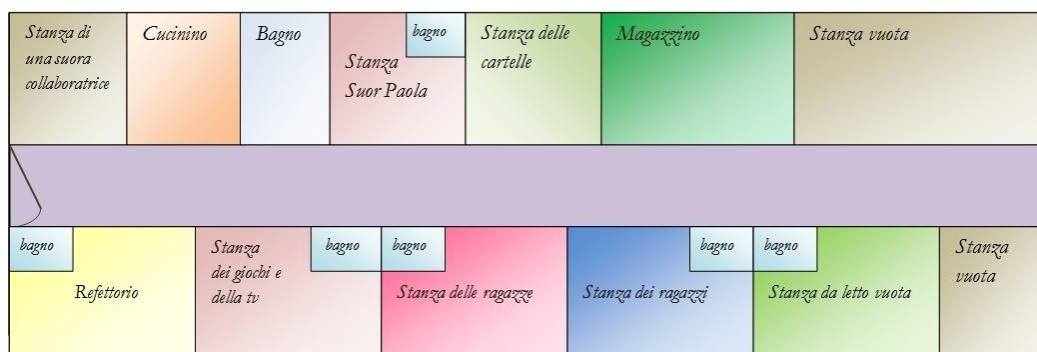 Stanza di
una suora
collaboratrice
Cucinino
Bagno
Stanza
Suor Paola
bagno
Stanza delle
cartelle
Magazzino
Stanza vuota
bagno
Refettorio
Stanza
dei giochi e
della tv
bagno
bagno
Stanza delle ragazze
Stanza dei ragazzi
bagno
bagno
Stanza da letto vuota
Stanza
vuota